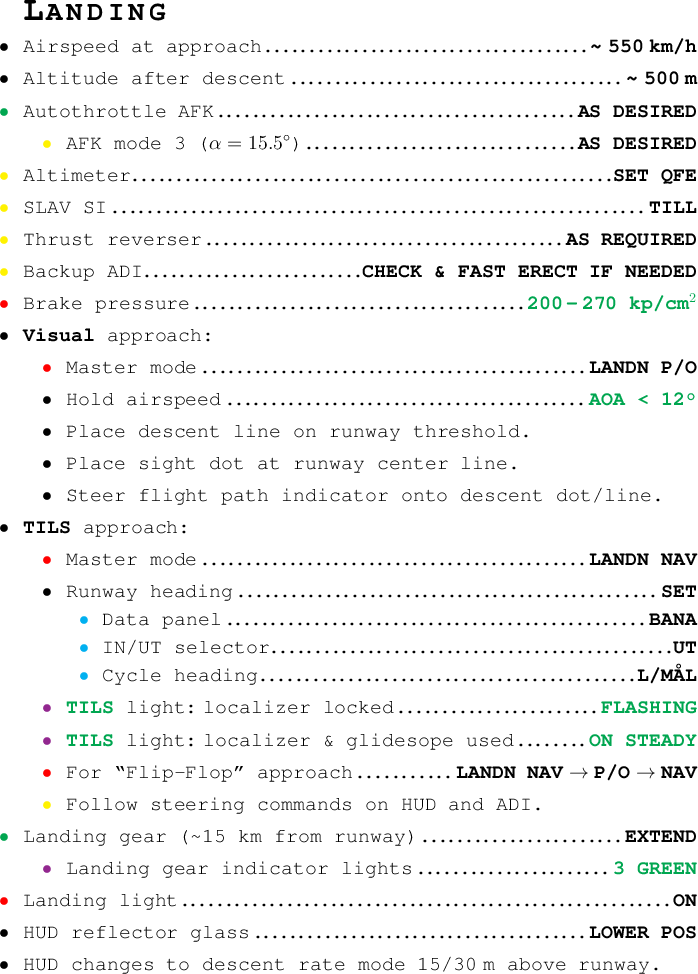 LANDING
• Airspeed at approach ~ 550 km/h
• Altitude after descent ~ 500 m
• Autothrottle AFK AS DESIRED
• AFK mode 3 (α = 15.5°) AS DESIRED
• Altimeter SET QFE
• SLAV SI TILL
• Thrust reverser AS REQUIRED
• Backup ADI CHECK & FAST ERECT IF NEEDED
• Brake pressure 200-270 kp/cm²
• Visual approach:
• Master mode LANDN P/O
• Hold airspeed AOA < 12°
• Place descent line on runway threshold.
• Place sight dot at runway center line.
• Steer flight path indicator onto descent dot/line.
• TILS approach:
• Master mode LANDN NAV
• Runway heading SET
• Data panel BANA
• IN/UT selector UT
• Cycle heading L/MÅL
• TILS light: localizer locked FLASHING
• TILS light: localizer & glidesope used ON STEADY
• For “Flip-Flop” approach LANDN NAV → P/O → NAV
• Follow steering commands on HUD and ADI.
• Landing gear (~15 km from runway) EXTEND
• Landing gear indicator lights 3 GREEN
• Landing light ON
• HUD reflector glass LOWER POS
• HUD changes to descent rate mode 15/30 m above runway.